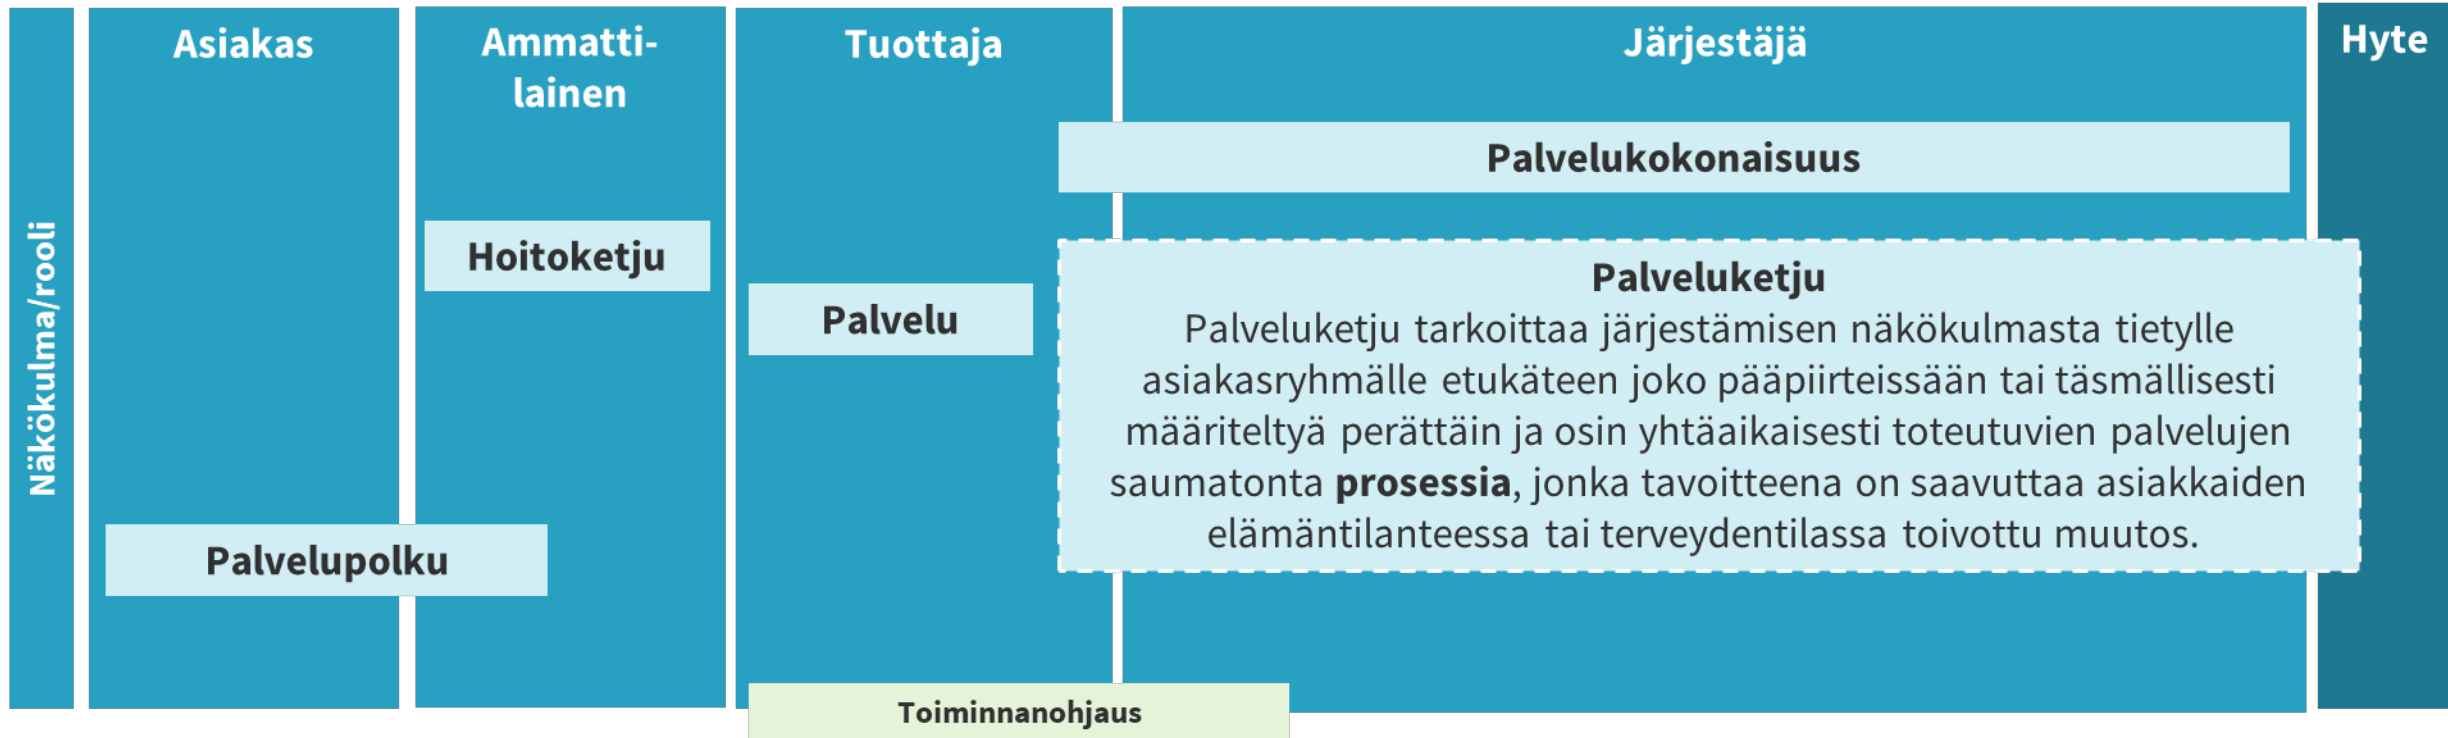 Näkökulma/rooli
Asiakas
Ammatti-
lainen
Tuottaja
Järjestäjä
Hyte
Palvelukokonaisuus
Hoitoketju
Palvelu
Palveluketju
Palveluketju tarkoittaa järjestämisen näkökulmasta tietylle
asiakasryhmälle etukäteen joko pääpiirteissään tai täsmällisesti
määriteltyä perättäin ja osin yhtäaikaisesti toteutuvien palvelujen
saumatonta prosessia, jonka tavoitteena on saavuttaa asiakkaiden
elämäntilanteessa tai terveydentilassa toivottu muutos.
Palvelupolku
Toiminnanohjaus